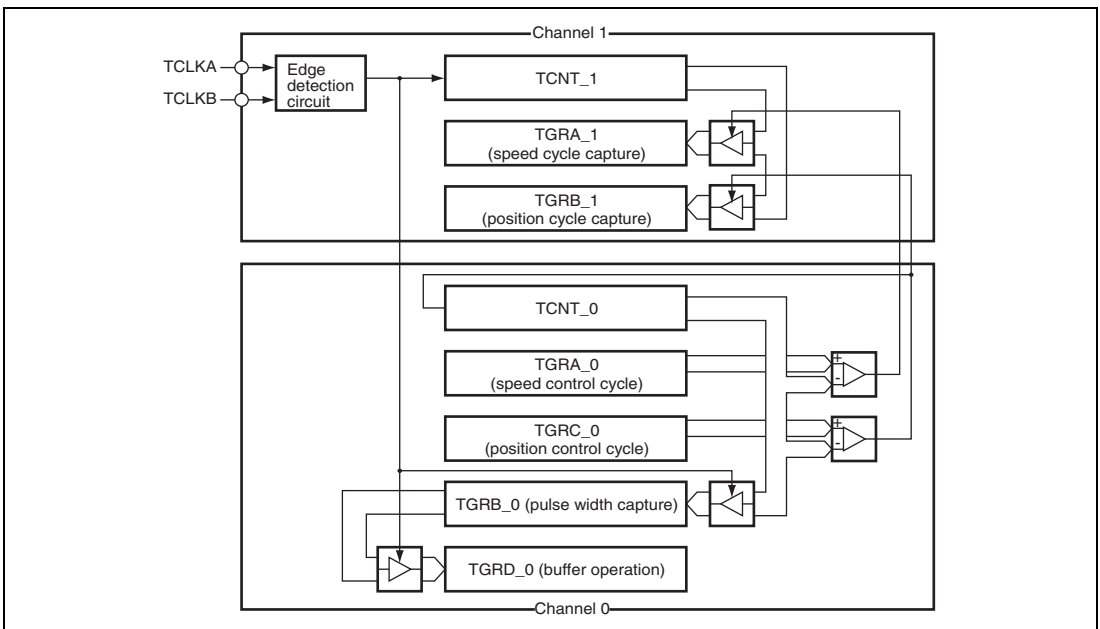 Channel 1
TCLKA
TCLKB
Edge
detection
circuit
TCNT_1
TGRA_1
(speed cycle capture)
TGRB_1
(position cycle capture)
TCNT_0
TGRA_0
(speed control cycle)
+
-
TGRC_0
(position control cycle)
+
-
TGRB_0 (pulse width capture)
TGRD_0 (buffer operation)
Channel 0